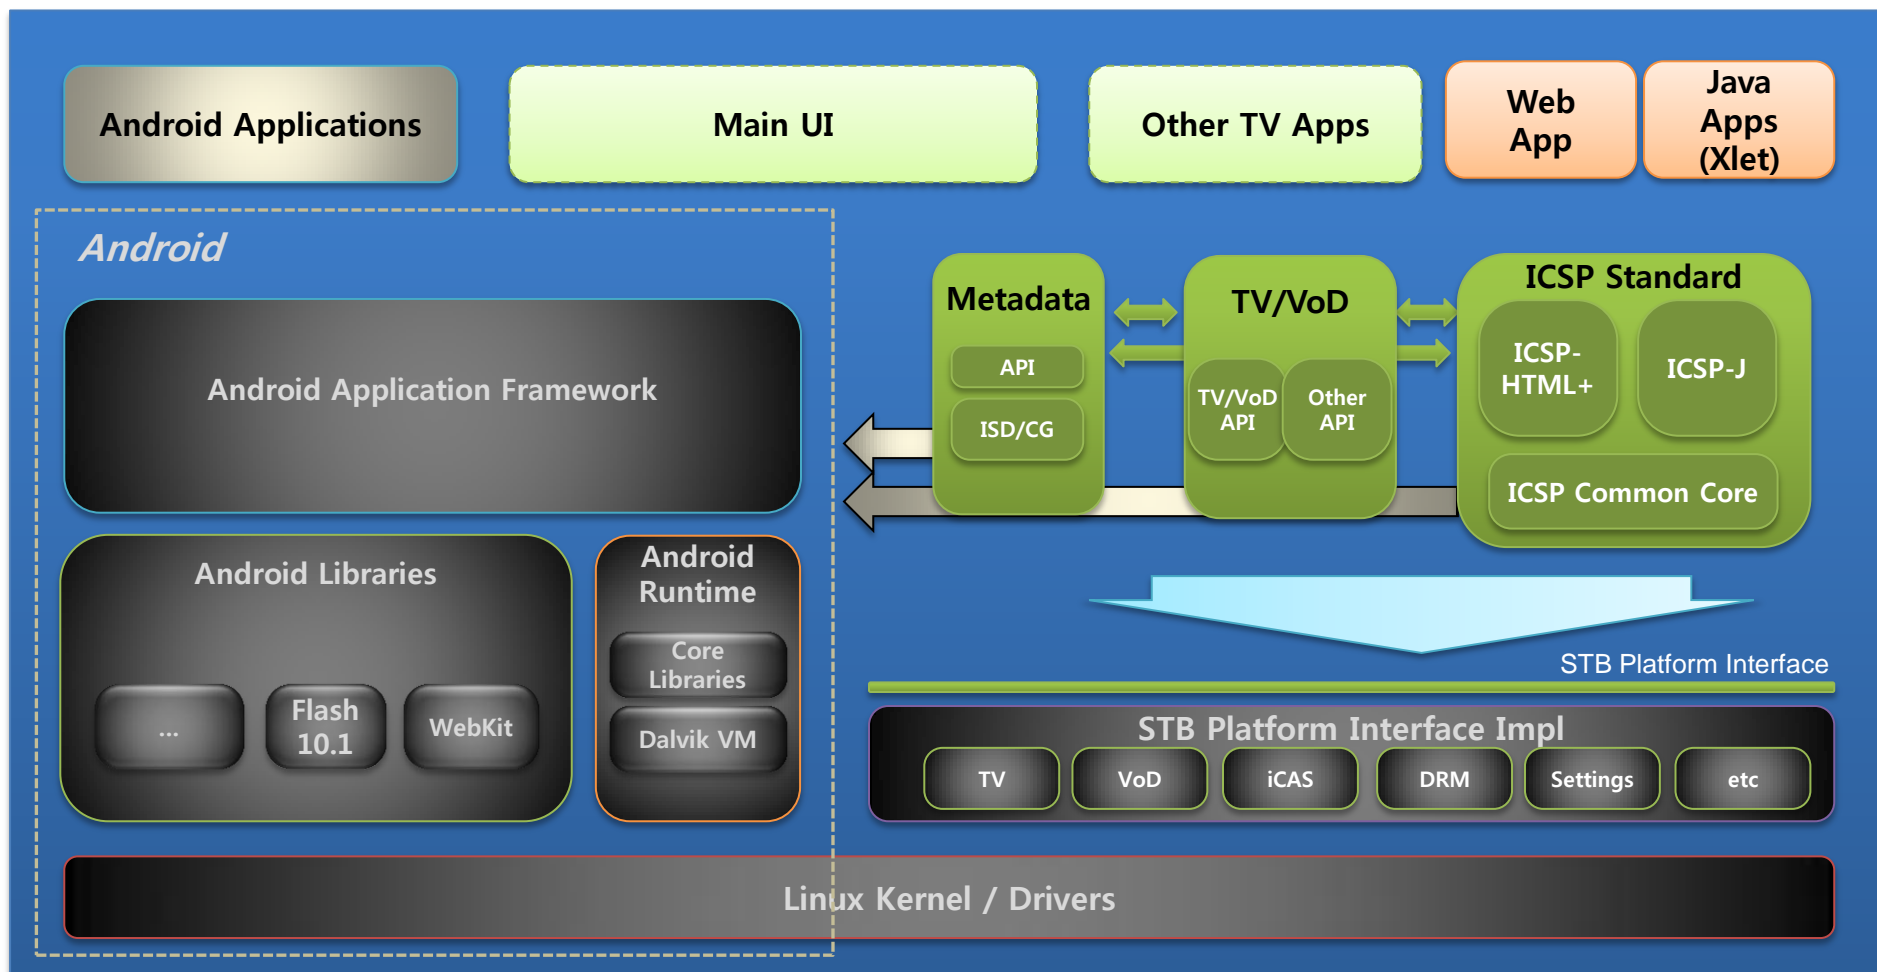 Android Applications
Main UI
Other TV Apps
Web
App
Java
Apps
(Xlet)
Android
Android Application Framework
Metadata
API
ISD/CG
TV/VoD
TV/VoD
API
Other
API
ICSP Standard
ICSP-
HTML+
ICSP-J
ICSP Common Core
Android Libraries
...
Flash
10.1
WebKit
Android
Runtime
Core
Libraries
Dalvik VM
STB Platform Interface
STB Platform Interface Impl
TV
VoD
iCAS
DRM
Settings
etc
Linux Kernel / Drivers